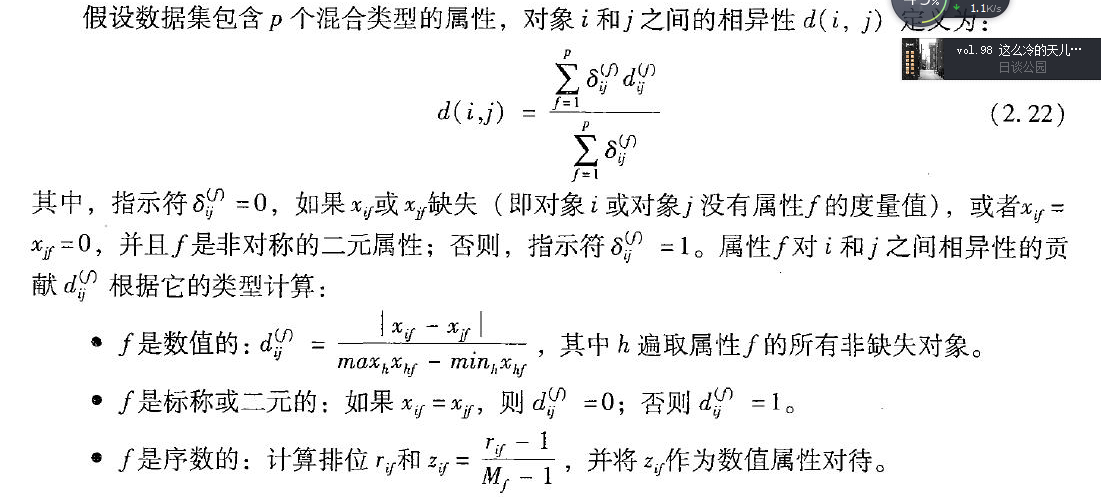 假设数据集包含 p 个混合类型的属性，对象 i 和 j 之间的相异性 d(i, j) 定义为：
45%
1.1K/s
vol.98 这么冷的天儿…
日谈公园
d(i,j) = \frac{\sum_{f=1}^{p} δ_{ij}^{(f)} d_{ij}^{(f)}}{\sum_{f=1}^{p} δ_{ij}^{(f)}} (2.22)
其中，指示符 δ_{ij}^{(f)} =0，如果 x_{if}或 x_{jf}缺失（即对象 i 或对象 j 没有属性 f 的度量值），或者x_{if} =
x_{jf} =0，并且 f 是非对称的二元属性；否则，指示符 δ_{ij}^{(f)} =1。属性 f 对 i 和 j 之间相异性的贡
献 d_{ij}^{(f)} 根据它的类型计算：
• f 是数值的：d_{ij}^{(f)} = \frac{|x_{if} - x_{jf}|}{max_h x_{hf} - min_h x_{hf}}，其中 h 遍取属性 f 的所有非缺失对象。
• f 是标称或二元的：如果 x_{if} = x_{jf}，则 d_{ij}^{(f)} =0；否则 d_{ij}^{(f)} =1。
• f 是序数的：计算排位 r_{if}和 z_{if} = \frac{r_{if} - 1}{M_f - 1}，并将 z_{if}作为数值属性对待。